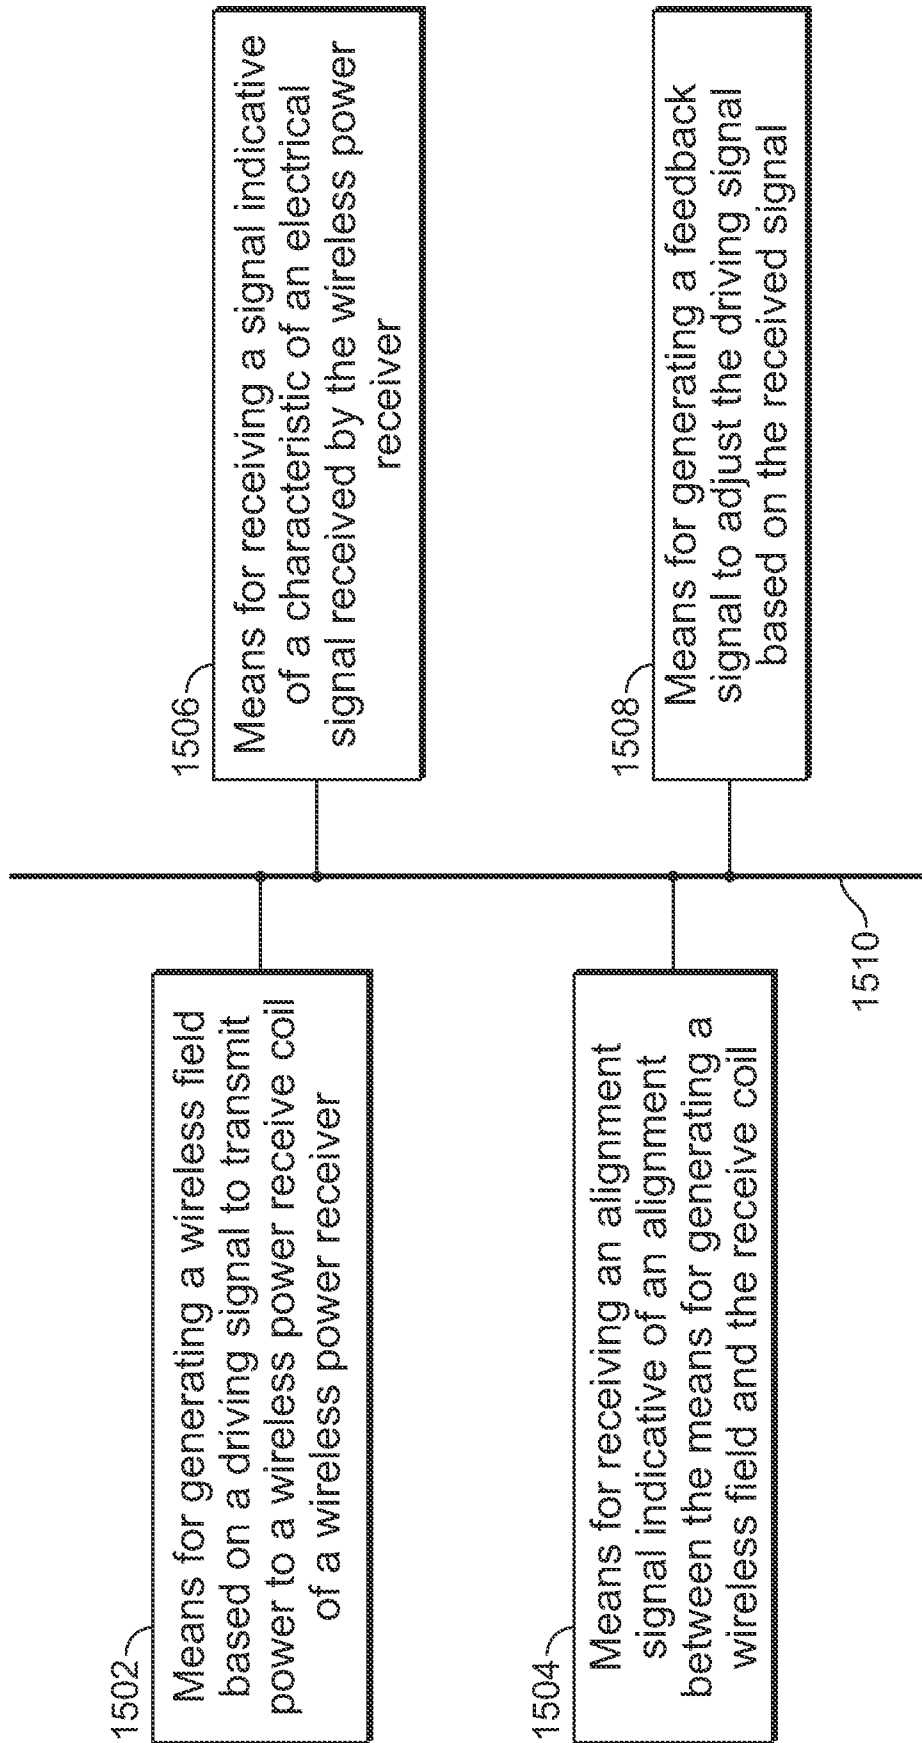 1502
Means for generating a wireless field
based on a driving signal to transmit
power to a wireless power receive coil
of a wireless power receiver
1504
Means for receiving an alignment
signal indicative of an alignment
between the means for generating a
wireless field and the receive coil
1506
Means for receiving a signal indicative
of a characteristic of an electrical
signal received by the wireless power
receiver
1508
Means for generating a feedback
signal to adjust the driving signal
based on the received signal
1510